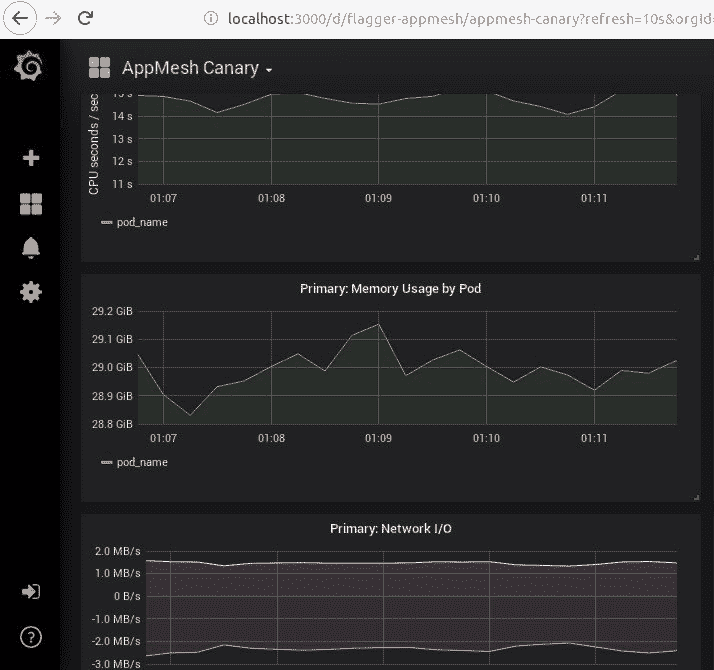 localhost:3000/d/flagger-appmesh/appmesh-canary?refresh=10s&orgId=
AppMesh Canary
CPU seconds / sec
15 s
14 s
13 s
12 s
11 s
01:07 01:08 01:09 01:10 01:11
pod_name
Primary: Memory Usage by Pod
29.2 GiB
29.1 GiB
29.0 GiB
28.9 GiB
28.8 GiB
01:07 01:08 01:09 01:10 01:11
pod_name
Primary: Network I/O
2.0 MB/s
1.0 MB/s
0 B/s
-1.0 MB/s
-2.0 MB/s
-3.0 MB/s